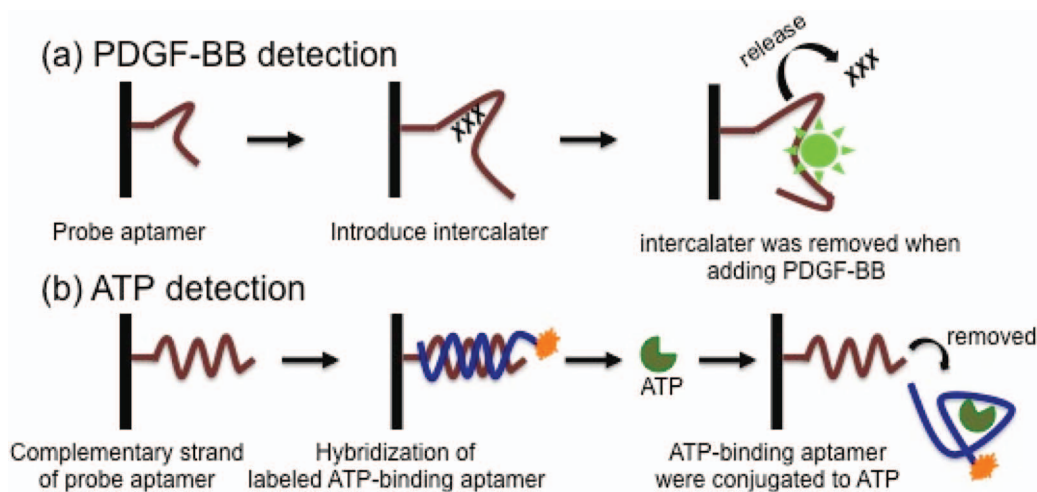 (a) PDGF-BB detection
release
xxx
xxx
Probe aptamer
Introduce intercalater
intercalater was removed when
adding PDGF-BB
(b) ATP detection
removed
ATP
Complementary strand
of probe aptamer
Hybridization of
labeled ATP-binding aptamer
ATP-binding aptamer
were conjugated to ATP